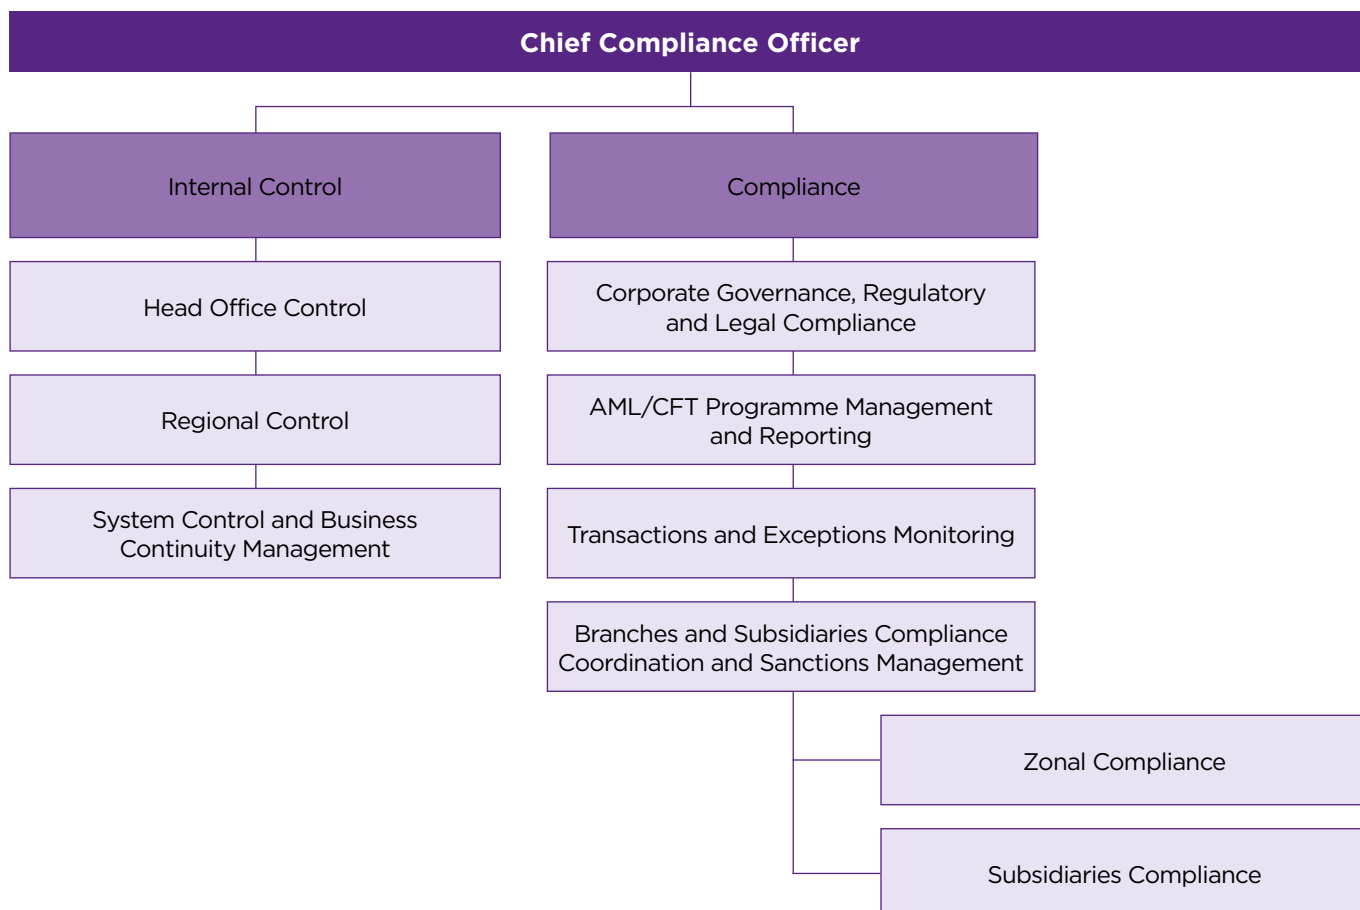 Chief Compliance Officer
Internal Control
Compliance
Head Office Control
Corporate Governance, Regulatory
and Legal Compliance
Regional Control
AML/CFT Programme Management
and Reporting
System Control and Business
Continuity Management
Transactions and Exceptions Monitoring
Branches and Subsidiaries Compliance
Coordination and Sanctions Management
Zonal Compliance
Subsidiaries Compliance